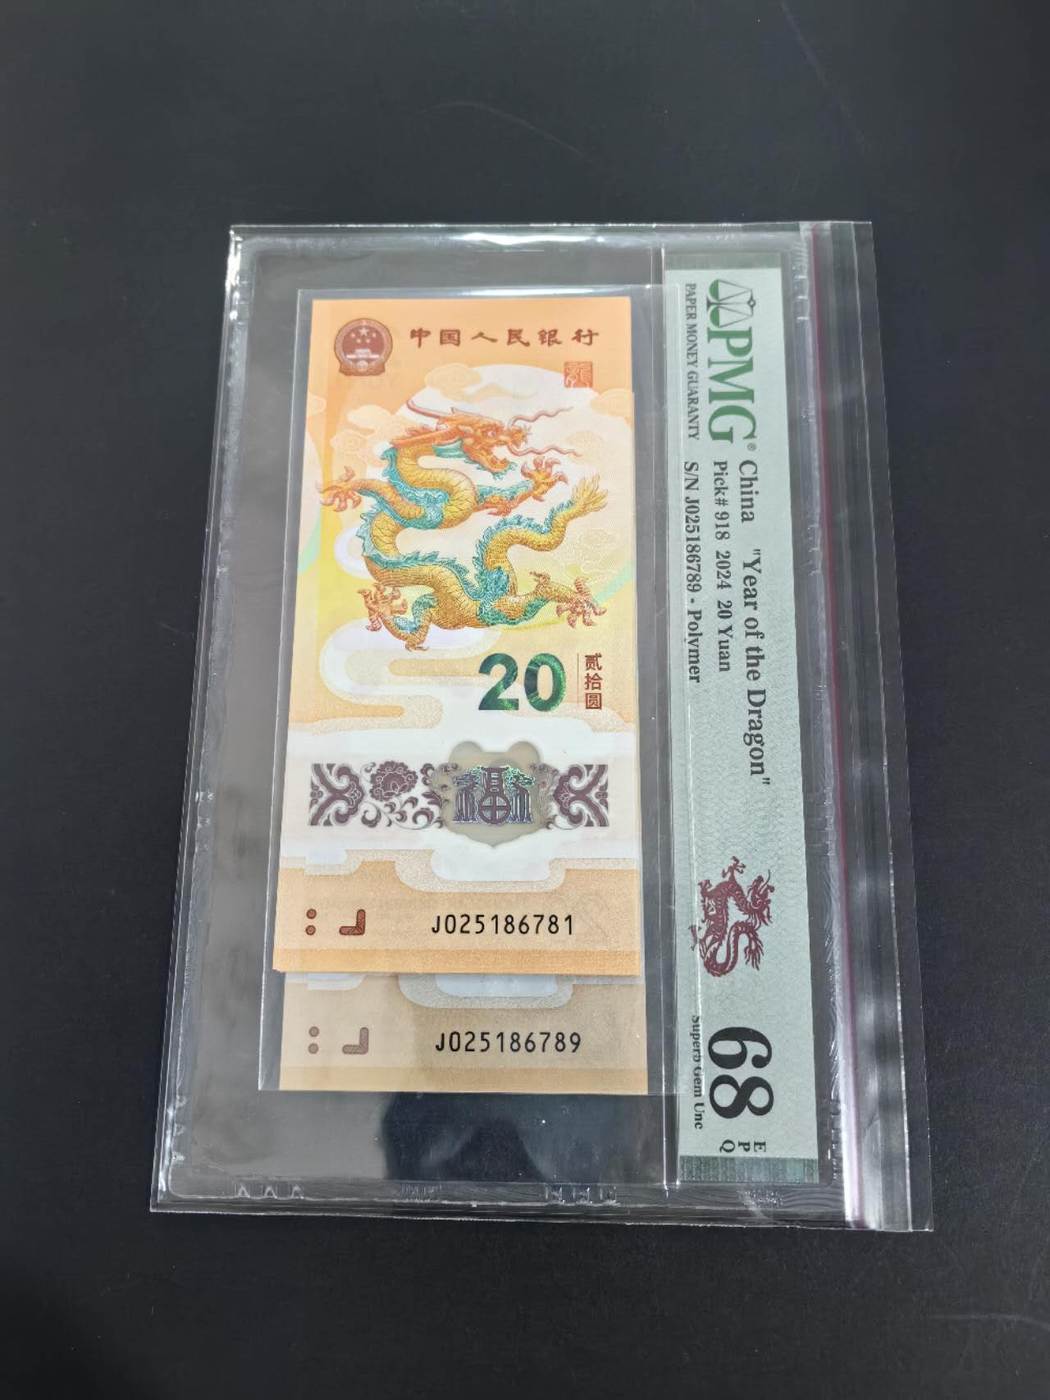 中国人民银行
20
贰拾圆
福
J025186781
J025186789
PMG®
PAPER MONEY GUARANTY
China "Year of the Dragon"
Pick# 918 2024 20 Yuan
S/N J025186789 - Polymer
68
EPQ
Superb Gem Unc